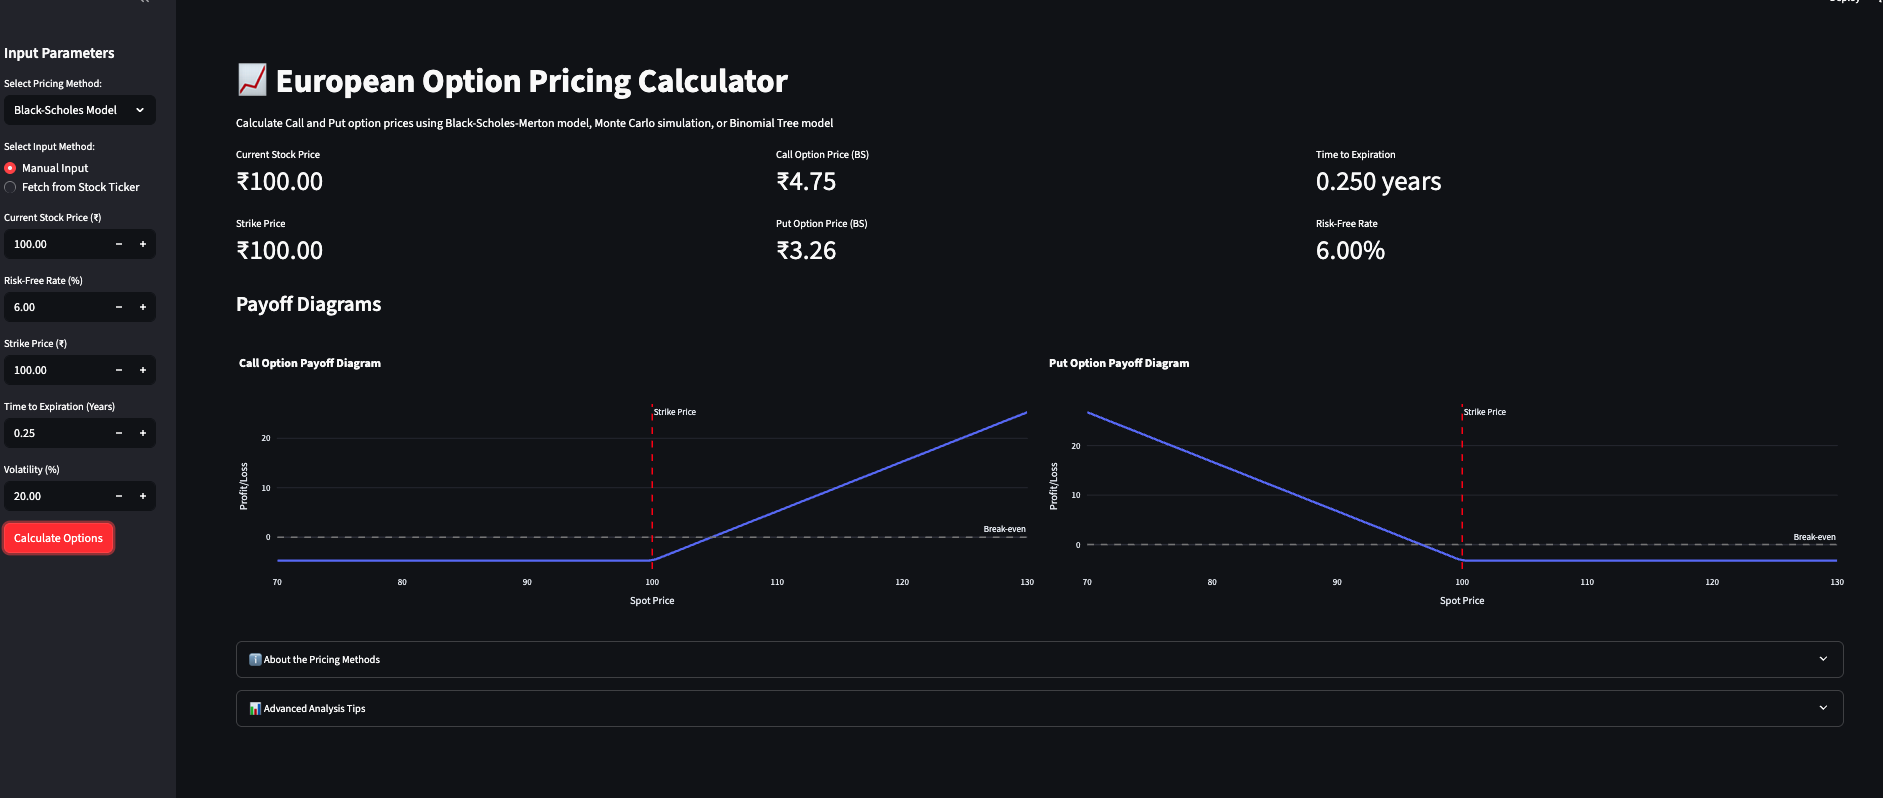 Input Parameters
Select Pricing Method:
Black-Scholes Model
Select Input Method:
Manual Input
Fetch from Stock Ticker
Current Stock Price (₹)
100.00 − +
Risk-Free Rate (%)
6.00 − +
Strike Price (₹)
100.00 − +
Time to Expiration (Years)
0.25 − +
Volatility (%)
20.00 − +
Calculate Options
📈 European Option Pricing Calculator
Calculate Call and Put option prices using Black-Scholes-Merton model, Monte Carlo simulation, or Binomial Tree model
Current Stock Price
₹100.00
Strike Price
₹100.00
Call Option Price (BS)
₹4.75
Put Option Price (BS)
₹3.26
Time to Expiration
0.250 years
Risk-Free Rate
6.00%
Payoff Diagrams
Call Option Payoff Diagram
Strike Price
Profit/Loss
20
10
0
Break-even
70 80 90 100 110 120 130
Spot Price
Put Option Payoff Diagram
Strike Price
Profit/Loss
20
10
0
Break-even
70 80 90 100 110 120 130
Spot Price
About the Pricing Methods
Advanced Analysis Tips